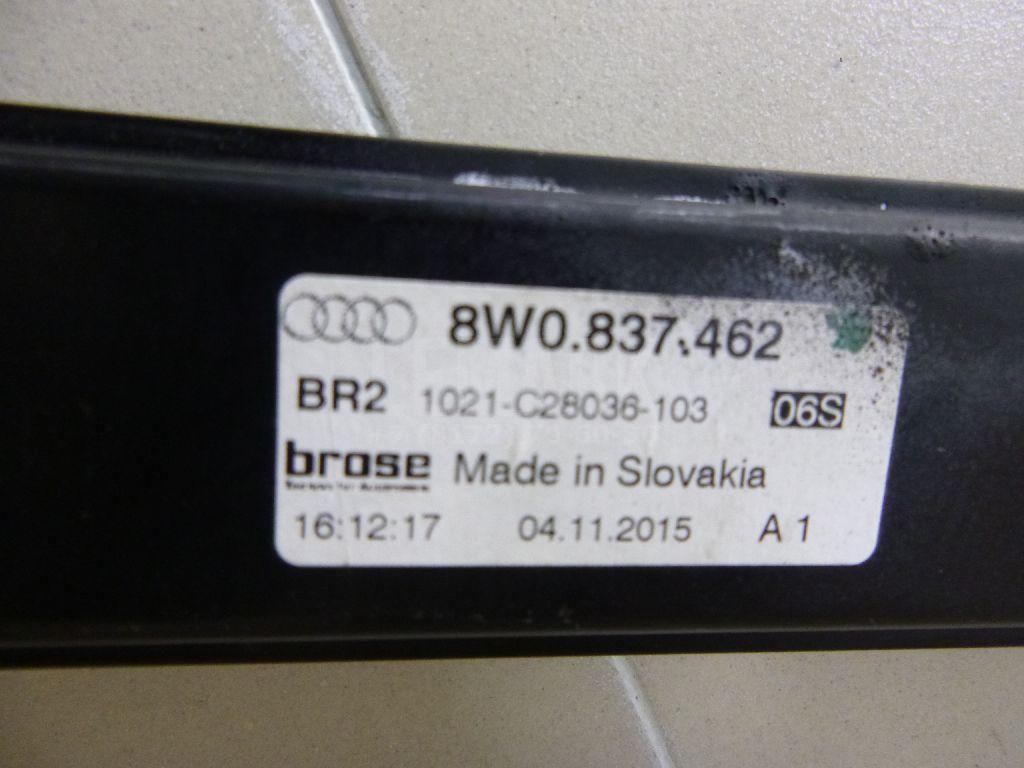 8W0.837.462
BR2 1021-C28036-103 06S
brose Made in Slovakia
16:12:17 04.11.2015 A 1